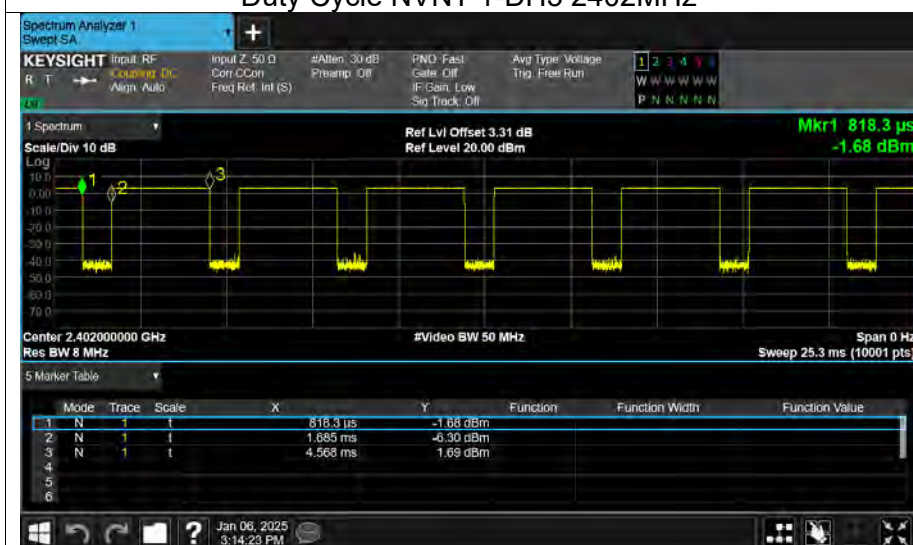 Duty Cycle NVNT 1-DH5 2402MHz
Spectrum Analyzer 1
Swept SA
+
KEYSIGHT Input: RF Input Z: 50 Ω #Atten: 30 dB PNO: Fast Avg Type: Voltage 1 2 3 4 5 6
R T Coupling: DC Corr CCorr Preamp: Off Gate: Off Trig: Free Run W W W W W W
Align: Auto Freq Ref: Int (S) IF Gain: Low
Sig Track: Off P N N N N N
1 Spectrum
Ref Lvl Offset 3.31 dB Mkr1 818.3 µs
Scale/Div 10 dB Ref Level 20.00 dBm -1.68 dBm
Log
10.0
0.00
-10.0
-20.0
-30.0
-40.0
-50.0
-60.0
-70.0
1
2
3
Center 2.402000000 GHz #Video BW 50 MHz Span 0 Hz
Res BW 8 MHz Sweep 25.3 ms (10001 pts)
5 Marker Table
Mode Trace Scale X Y Function Function Width Function Value
1 N 1 t 818.3 µs -1.68 dBm
2 N 1 t 1.685 ms -6.30 dBm
3 N 1 t 4.568 ms 1.69 dBm
4
5
6
? Jan 06, 2025
3:14:23 PM